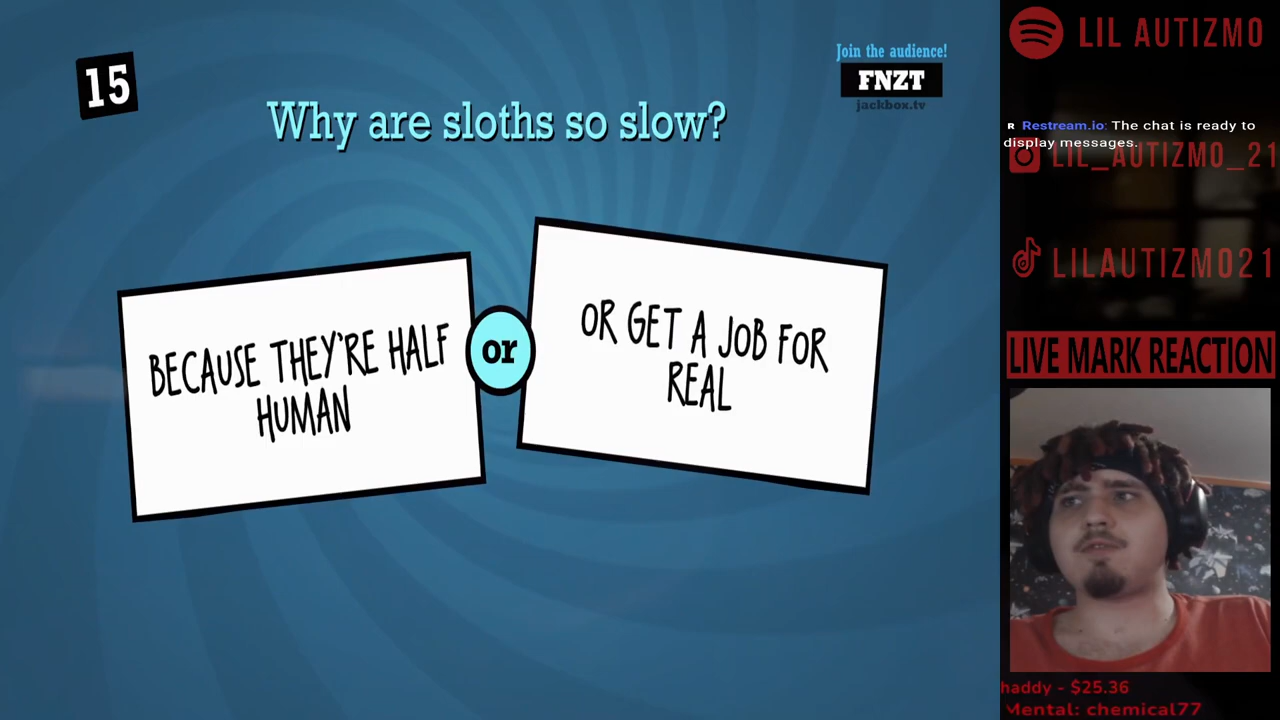 15
Join the audience!
FNZT
jackbox.tv
Why are sloths so slow?
BECAUSE THEY'RE HALF
HUMAN
or
OR GET A JOB FOR
REAL
LIL AUTIZMO
R Restream.io: The chat is ready to
display messages.
LIL_AUTIZMO_21
LILAUTIZMO21
LIVE MARK REACTION
haddy - $25.36
Mental: chemical77